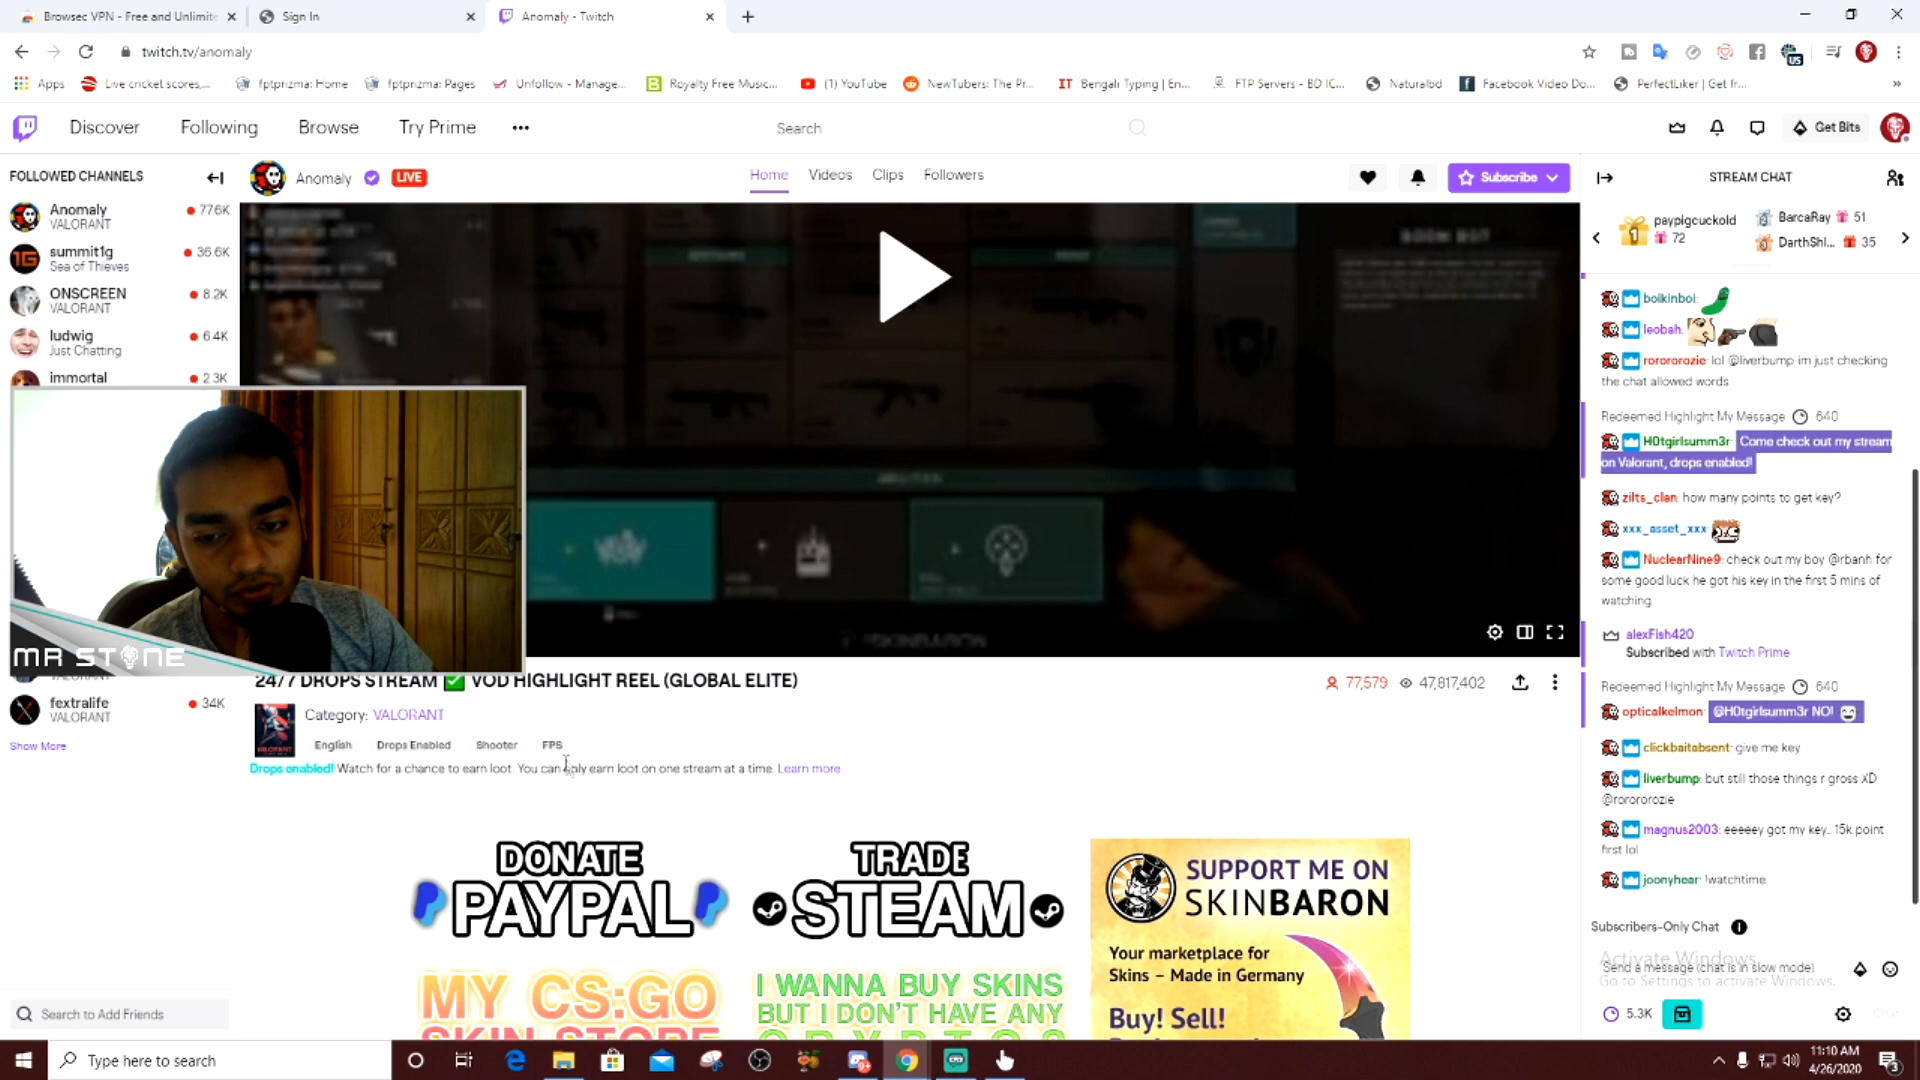 Browsec VPN - Free and Unlimite
Sign In
Anomaly - Twitch
twitch.tv/anomaly
US
Apps
Live cricket scores,...
fptprizma: Home
fptprizma: Pages
Unfollow - Manage...
Royalty Free Music...
(1) YouTube
NewTubers: The Pr...
IT Bengali Typing | En...
FTP Servers - BD IC...
Naturalbd
Facebook Video Do...
PerfectLiker | Get fr...
Discover
Following
Browse
Try Prime
Search
Get Bits
FOLLOWED CHANNELS
Anomaly
VALORANT
77.6K
summit1g
Sea of Thieves
36.6K
ONSCREEN
VALORANT
8.2K
ludwig
Just Chatting
6.4K
immortal
2.3K
MR STONE
fextralife
VALORANT
34K
Show More
Search to Add Friends
Anomaly
LIVE
Home
Videos
Clips
Followers
Subscribe
SKINBARON
24/7 DROPS STREAM ✅ VOD HIGHLIGHT REEL (GLOBAL ELITE)
77,579
47,817,402
Category: VALORANT
English
Drops Enabled
Shooter
FPS
Drops enabled! Watch for a chance to earn loot. You can only earn loot on one stream at a time. Learn more
DONATE
PAYPAL
TRADE
STEAM
MY CS:GO
SKIN STORE
I WANNA BUY SKINS
BUT I DON'T HAVE ANY
SUPPORT ME ON
SKINBARON
Your marketplace for
Skins – Made in Germany
Buy! Sell!
STREAM CHAT
1
paypigcuckold
72
BarcaRay 51
DarthShl... 35
boikinboi:
leobah:
rorororozie: lol @liverbump im just checking
the chat allowed words
Redeemed Highlight My Message 640
H0tgirlsumm3r: Come check out my stream
on Valorant, drops enabled!
zilts_clan: how many points to get key?
xxx_asset_xxx:
NuclearNine9: check out my boy @rbanh for
some good luck he got his key in the first 5 mins of
watching
alexFish420
Subscribed with Twitch Prime
Redeemed Highlight My Message 640
opticalkelmon: @H0tgirlsumm3r NO!
clickbaitabsent: give me key
liverbump: but still those things r gross XD
@rorororozie
magnus2003: eeeeey got my key.. 15k point
first lol
joonyhear: !watchtime
Subscribers-Only Chat
Activate Windows
Send a message (chat is in slow mode)
Go to Settings to activate Windows.
5.3K
Chat
Type here to search
11:10 AM
4/26/2020
3